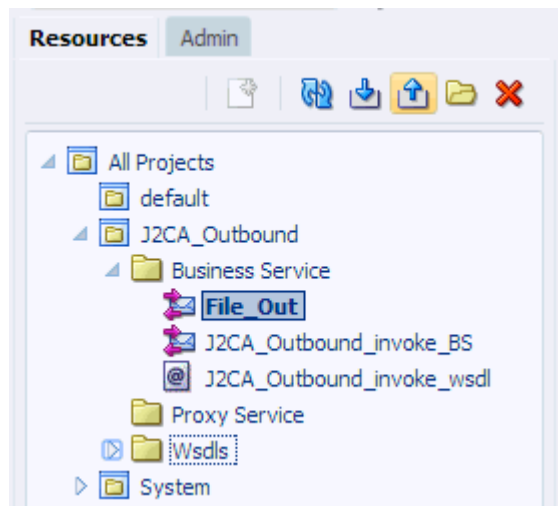 Resources Admin
All Projects
default
J2CA_Outbound
Business Service
File_Out
J2CA_Outbound_invoke_BS
J2CA_Outbound_invoke_wsdl
Proxy Service
Wsdls
System